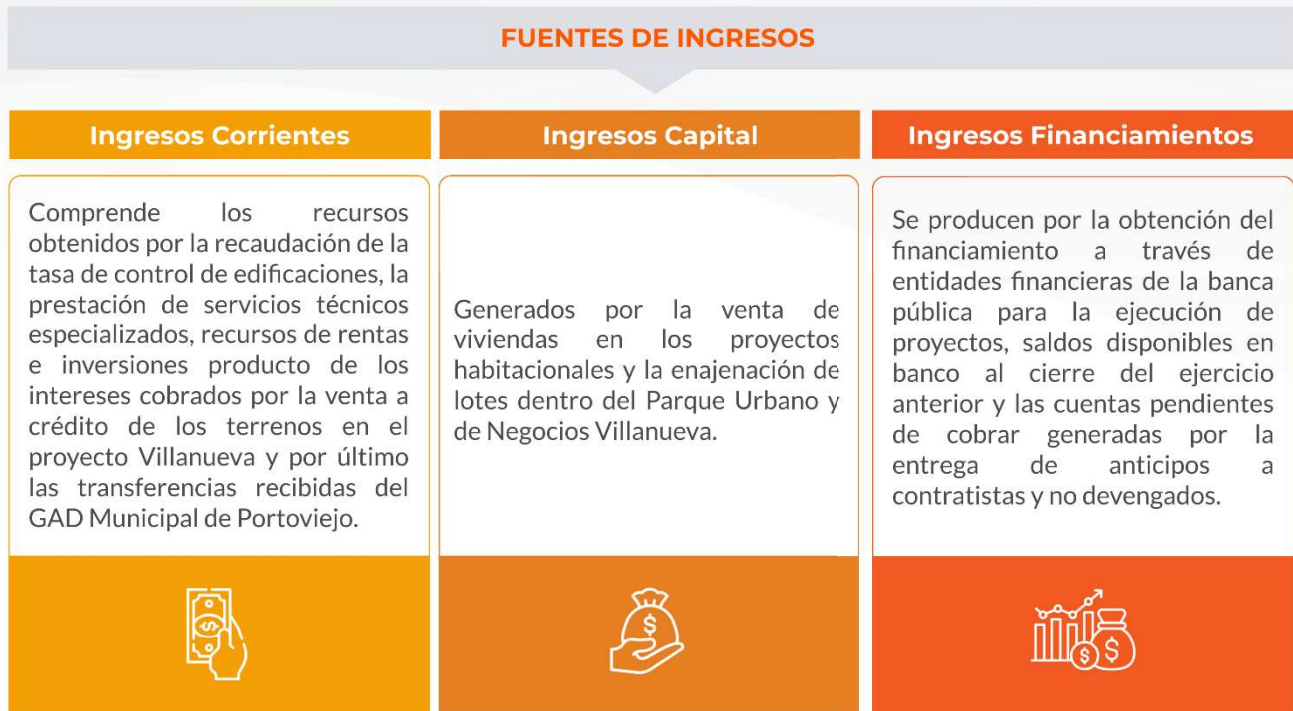 FUENTES DE INGRESOS
Ingresos Corrientes
Comprende los recursos
obtenidos por la recaudación de la
tasa de control de edificaciones, la
prestación de servicios técnicos
especializados, recursos de rentas
e inversiones producto de los
intereses cobrados por la venta a
crédito de los terrenos en el
proyecto Villanueva y por último
las transferencias recibidas del
GAD Municipal de Portoviejo.
Ingresos Capital
Generados por la venta de
viviendas en los proyectos
habitacionales y la enajenación de
lotes dentro del Parque Urbano y
de Negocios Villanueva.
Ingresos Financiamientos
Se producen por la obtención del
financiamiento a través de
entidades financieras de la banca
pública para la ejecución de
proyectos, saldos disponibles en
banco al cierre del ejercicio
anterior y las cuentas pendientes
de cobrar generadas por la
entrega de anticipos a
contratistas y no devengados.